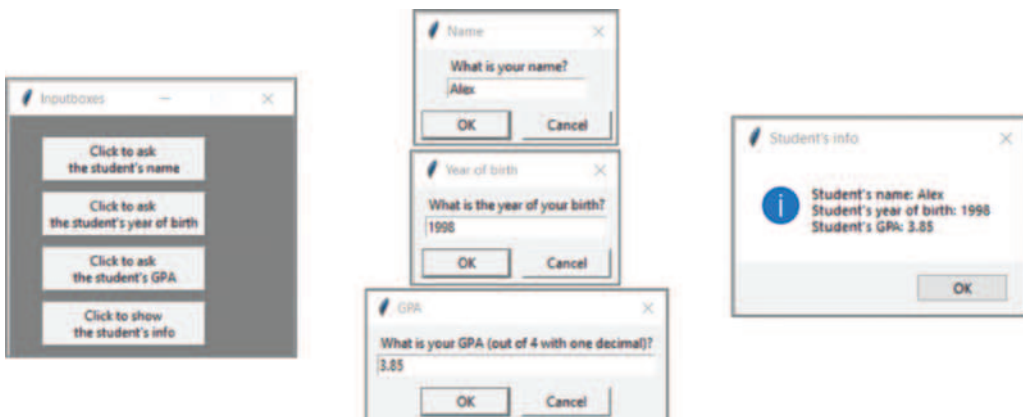 Inputboxes
Click to ask
the student's name
Click to ask
the student's year of birth
Click to ask
the student's GPA
Click to show
the student's info
Name
What is your name?
Alex
OK Cancel
Year of birth
What is the year of your birth?
1998
OK Cancel
GPA
What is your GPA (out of 4 with one decimal)?
3.85
OK Cancel
Student's info
Student's name: Alex
Student's year of birth: 1998
Student's GPA: 3.85
OK